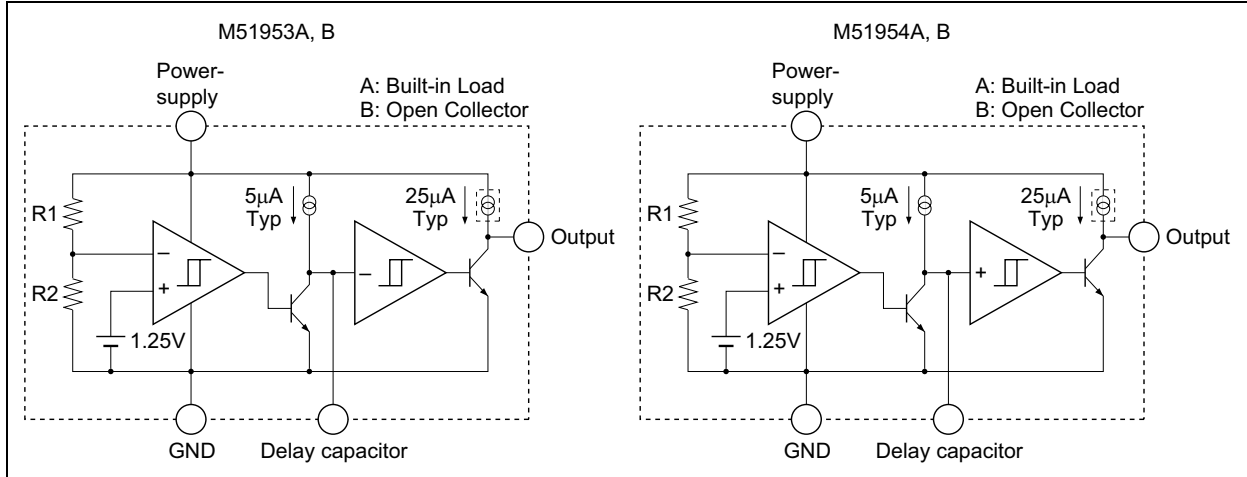 M51953A, B
Power-
supply
A: Built-in Load
B: Open Collector
5μA
Typ
25μA
Typ
R1
−
Output
−
R2
+
1.25V
GND
Delay capacitor
M51954A, B
Power-
supply
A: Built-in Load
B: Open Collector
5μA
Typ
25μA
Typ
R1
−
Output
+
R2
+
1.25V
GND
Delay capacitor